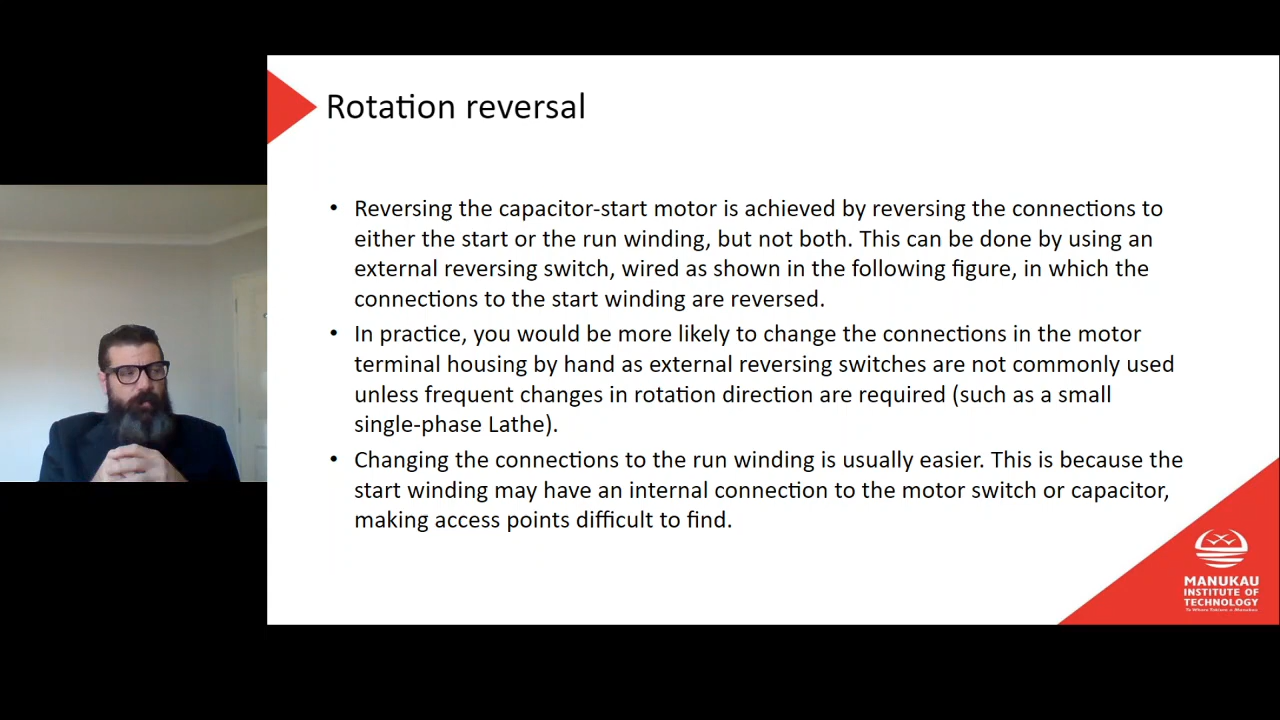 Rotation reversal
• Reversing the capacitor-start motor is achieved by reversing the connections to
either the start or the run winding, but not both. This can be done by using an
external reversing switch, wired as shown in the following figure, in which the
connections to the start winding are reversed.
• In practice, you would be more likely to change the connections in the motor
terminal housing by hand as external reversing switches are not commonly used
unless frequent changes in rotation direction are required (such as a small
single-phase Lathe).
• Changing the connections to the run winding is usually easier. This is because the
start winding may have an internal connection to the motor switch or capacitor,
making access points difficult to find.
MANUKAU
INSTITUTE OF
TECHNOLOGY